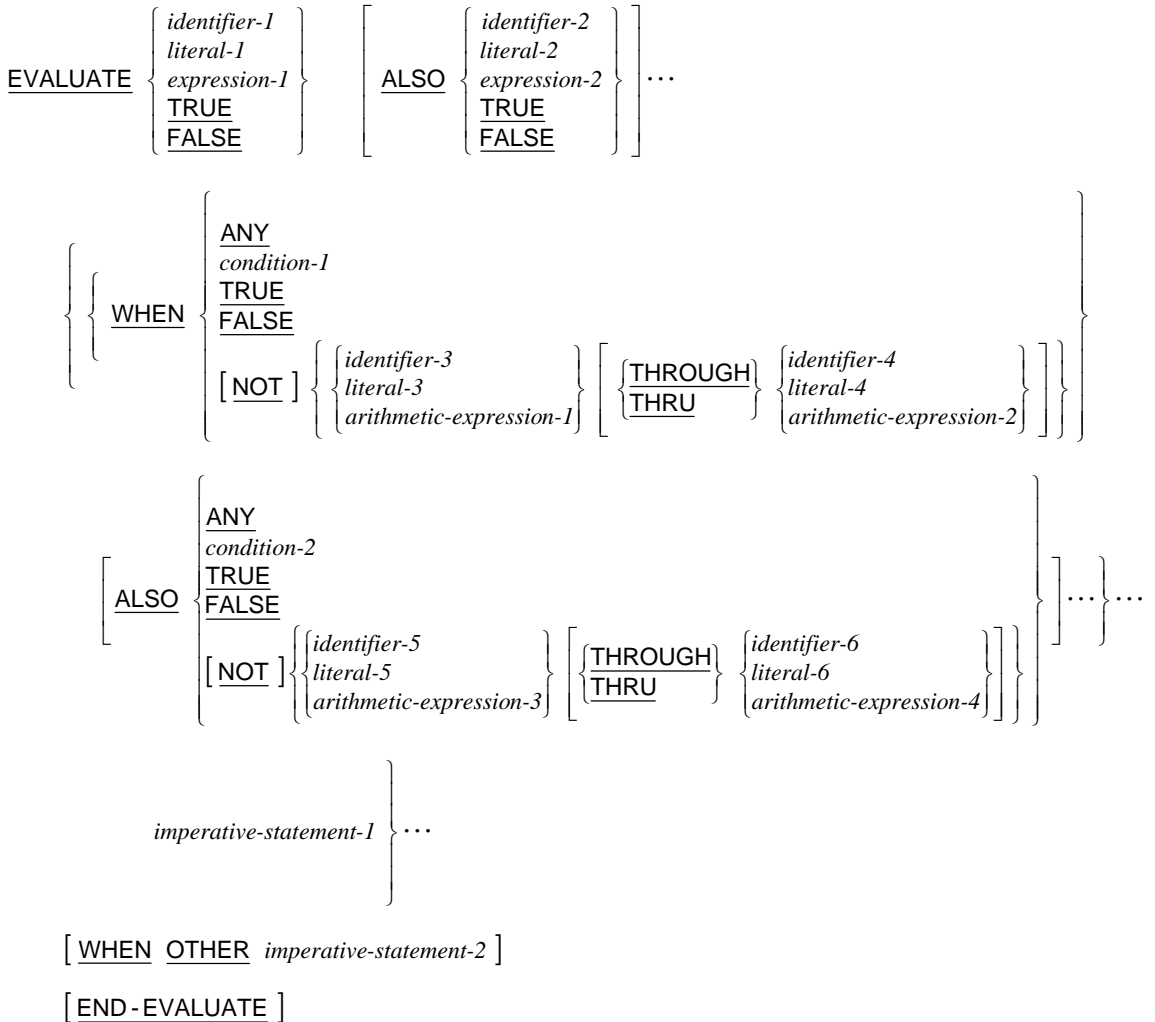 identifier-1 identifier-2
literal-1 literal-2
EVALUATE expression-1 [ ALSO expression-2 ] ...
TRUE TRUE
FALSE FALSE
ANY
condition-1
TRUE
WHEN FALSE
[ NOT ] identifier-3 [ THROUGH identifier-4 ]
literal-3 THRU literal-4
arithmetic-expression-1 arithmetic-expression-2
ANY
condition-2
TRUE
[ ALSO FALSE ] ... } ...
[ NOT ] identifier-5 [ THROUGH identifier-6 ]
literal-5 THRU literal-6
arithmetic-expression-3 arithmetic-expression-4
imperative-statement-1 } ...
[ WHEN OTHER imperative-statement-2 ]
[ END-EVALUATE ]